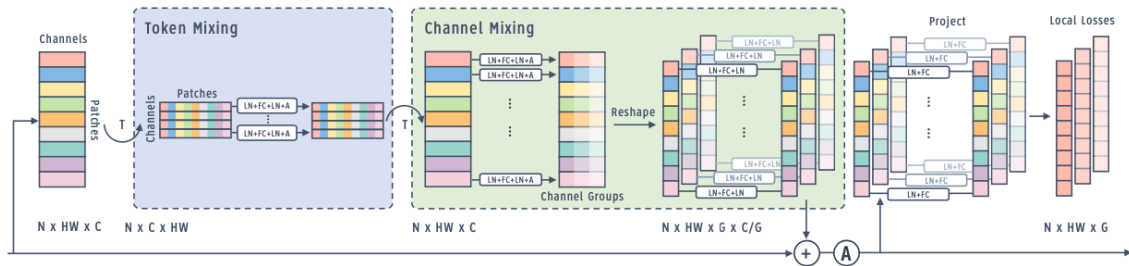 Token Mixing
Channel Mixing
Project
Local Losses
Channels
Patches
T
Channels
Patches
LN+FC+LN+A
LN+FC+LN+A
T
LN+FC+LN+A
LN+FC+LN+A
LN+FC+LN+A
Channel Groups
Reshape
LN+FC+LN
LN+FC+LN
LN+FC+LN
LN+FC+LN
LN+FC+LN
LN+FC+LN
LN+FC
LN+FC
LN+FC
LN+FC
LN+FC
LN+FC
N x HW x C
N x C x HW
N x HW x C
N x HW x G x C/G
N x HW x G
+
A